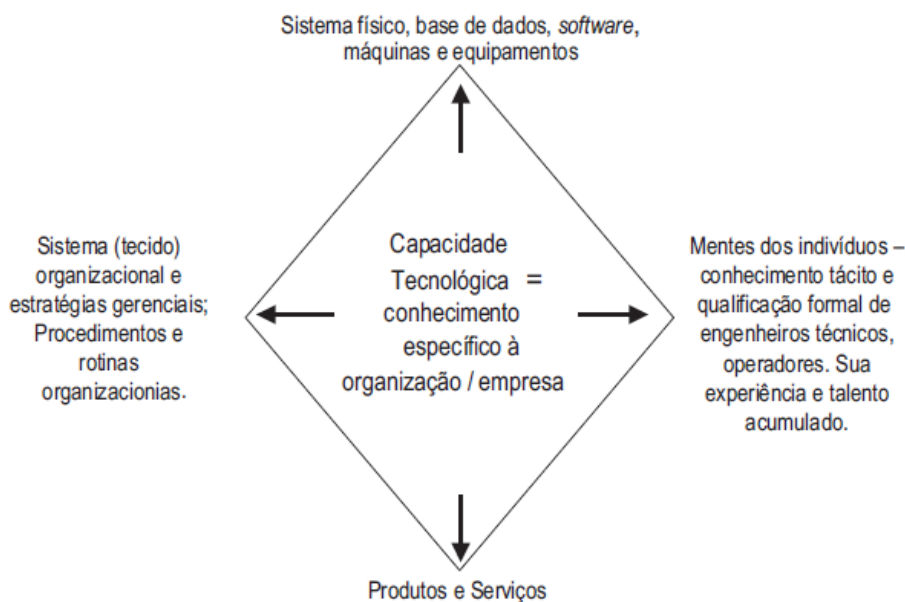 Sistema físico, base de dados, software,
máquinas e equipamentos
Sistema (tecido)
organizacional e
estratégias gerenciais;
Procedimentos e
rotinas
organizacionias.
Capacidade
Tecnológica =
conhecimento
específico à
organização / empresa
Mentes dos indivíduos –
conhecimento tácito e
qualificação formal de
engenheiros técnicos,
operadores. Sua
experiência e talento
acumulado.
Produtos e Serviços